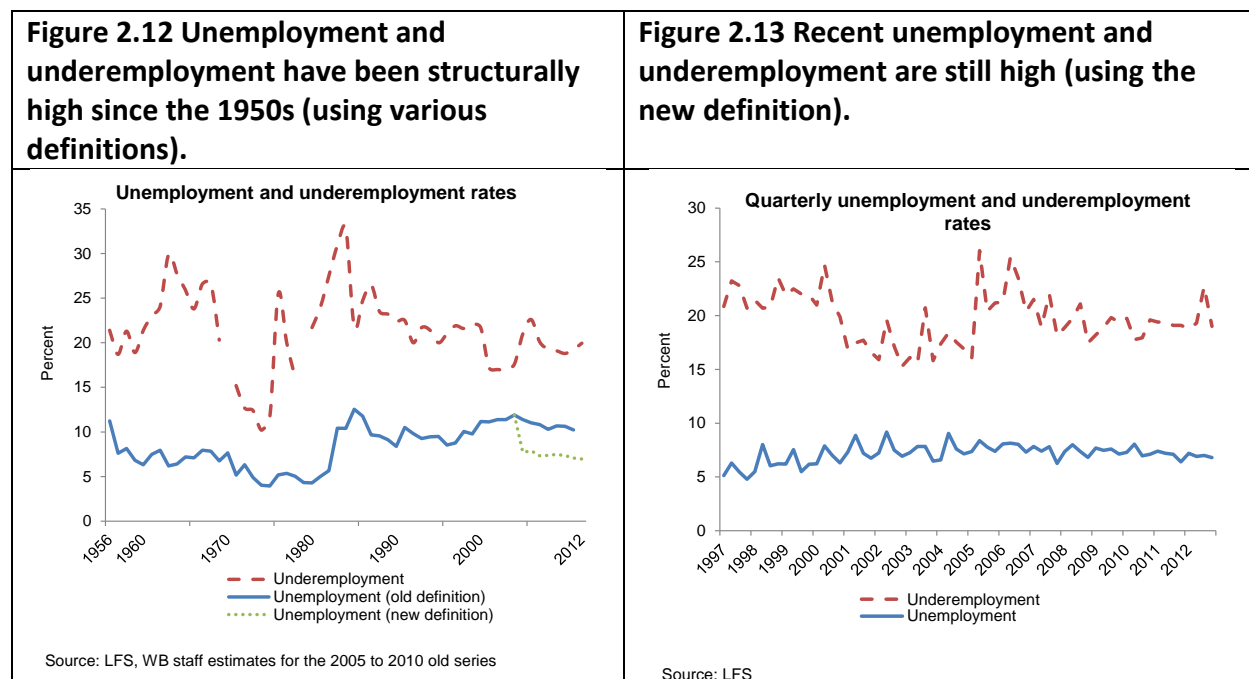 Figure 2.12 Unemployment and
underemployment have been structurally
high since the 1950s (using various
definitions).
Figure 2.13 Recent unemployment and
underemployment are still high (using the
new definition).
Unemployment and underemployment rates
35
30
25
20
15
10
5
0
Percent
1956
1960
1970
1980
1990
2000
2012
Underemployment
Unemployment (old definition)
Unemployment (new definition)
Source: LFS, WB staff estimates for the 2005 to 2010 old series
Quarterly unemployment and underemployment
rates
30
25
20
15
10
5
0
Percent
1997
1998
1999
2000
2001
2002
2003
2004
2005
2006
2007
2008
2009
2010
2011
2012
Underemployment
Unemployment
Source: LFS